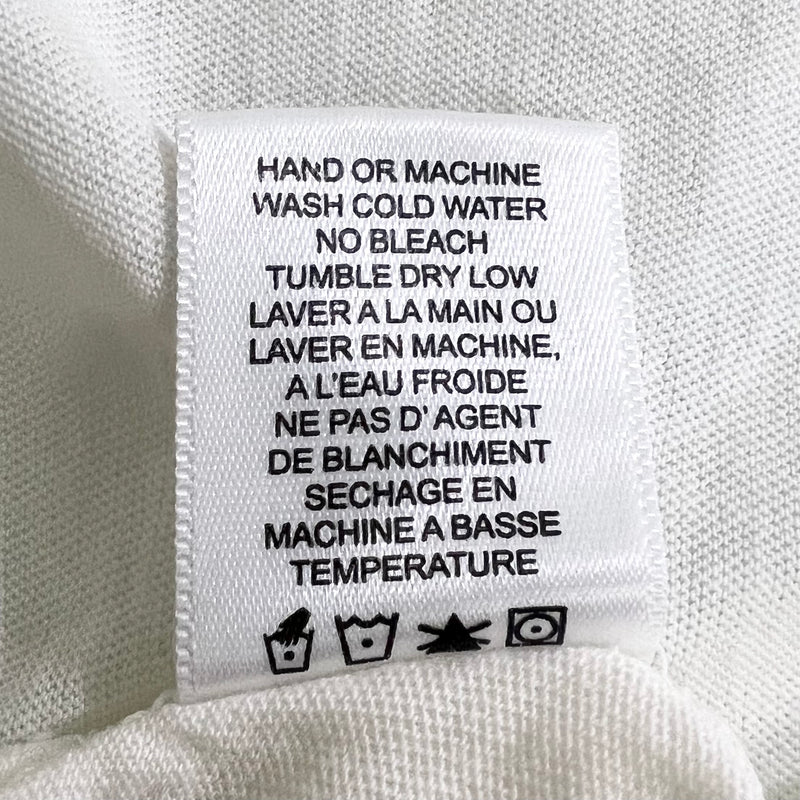 HAND OR MACHINE
WASH COLD WATER
NO BLEACH
TUMBLE DRY LOW
LAVER A LA MAIN OU
LAVER EN MACHINE,
A L'EAU FROIDE
NE PAS D' AGENT
DE BLANCHIMENT
SECHAGE EN
MACHINE A BASSE
TEMPERATURE